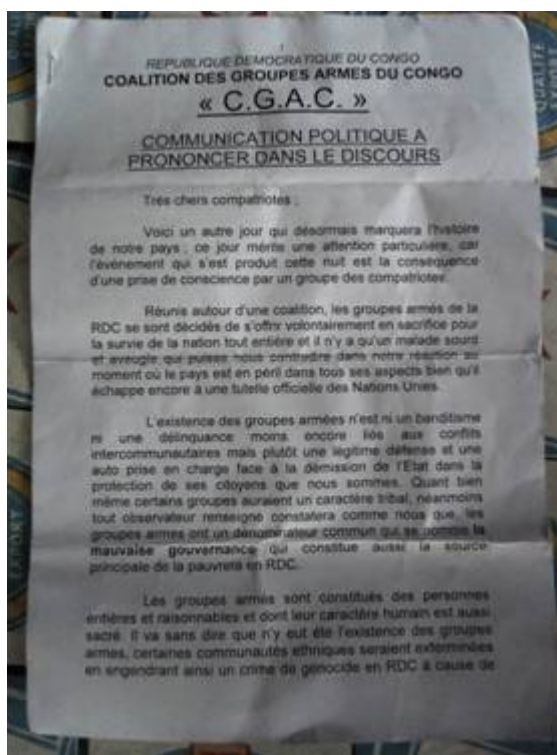 1
REPUBLIQUE DEMOCRATIQUE DU CONGO
COALITION DES GROUPES ARMES DU CONGO
« C.G.A.C. »
COMMUNICATION POLITIQUE A
PRONONCER DANS LE DISCOURS
Très chers compatriotes ;
Voici un autre jour qui désormais marquera l'histoire
de notre pays ; ce jour mérite une attention particulière, car
l'événement qui s'est produit cette nuit est la conséquence
d'une prise de conscience par un groupe des compatriotes.
Réunis autour d'une coalition, les groupes armés de la
RDC se sont décidés de s'offrir volontairement en sacrifice pour
la survie de la nation tout entière et il n'y a qu'un malade sourd
et aveugle qui puisse nous contredire dans notre réaction au
moment où le pays est en péril dans tous ses aspects bien qu'il
échappe encore à une tutelle officielle des Nations Unies.
L'existence des groupes armées n'est ni un banditisme
ni une délinquance moins encore liés aux conflits
intercommunautaires mais plutôt une légitime défense et une
auto prise en charge face à la démission de l'Etat dans la
protection de ses citoyens que nous sommes. Quant bien
même certains groupes auraient un caractère tribal, néanmoins
tout observateur renseigné constatera comme nous que, les
groupes armés ont un dénominateur commun qui se nomme la
mauvaise gouvernance qui constitue aussi la source
principale de la pauvreté en RDC.
Les groupes armés sont constitués des personnes
entières et raisonnables et dont leur caractère humain est aussi
sacré. Il va sans dire que n'y eut été l'existence des groupes
armés, certaines communautés ethniques seraient exterminées
en engendrant ainsi un crime de génocide en RDC à cause de